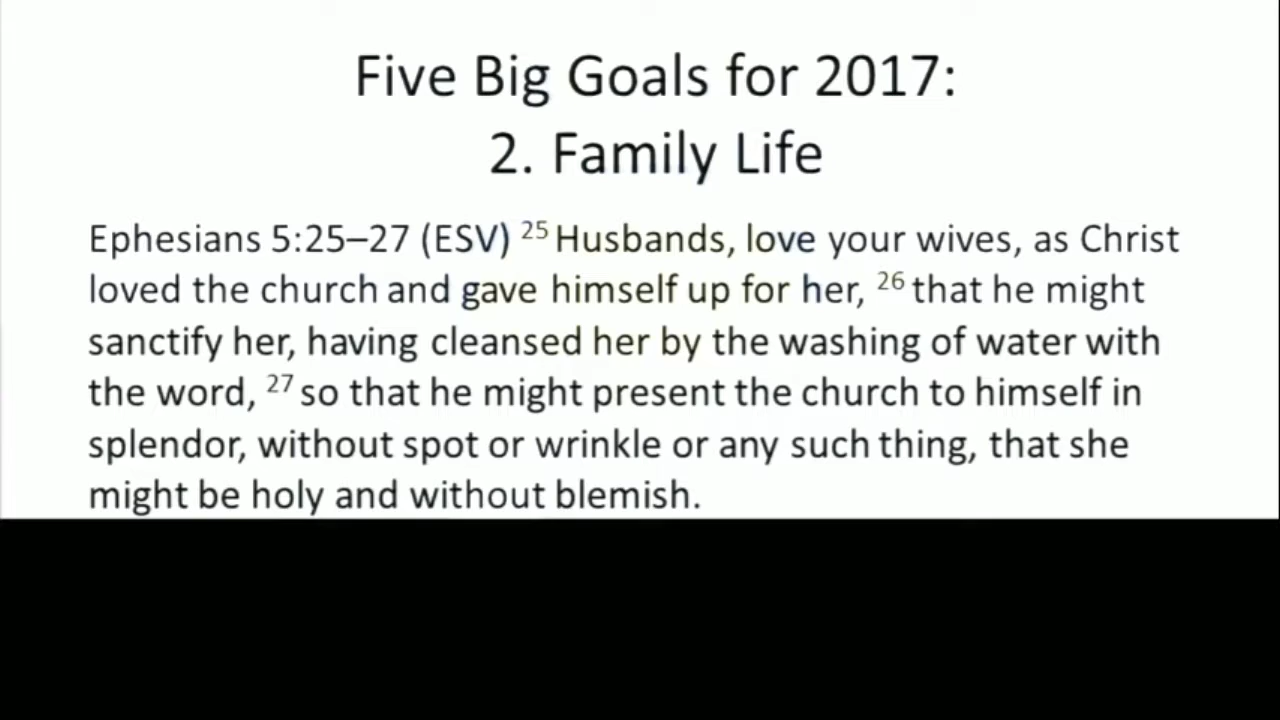 Five Big Goals for 2017:
2. Family Life
Ephesians 5:25–27 (ESV) 25 Husbands, love your wives, as Christ
loved the church and gave himself up for her, 26 that he might
sanctify her, having cleansed her by the washing of water with
the word, 27 so that he might present the church to himself in
splendor, without spot or wrinkle or any such thing, that she
might be holy and without blemish.